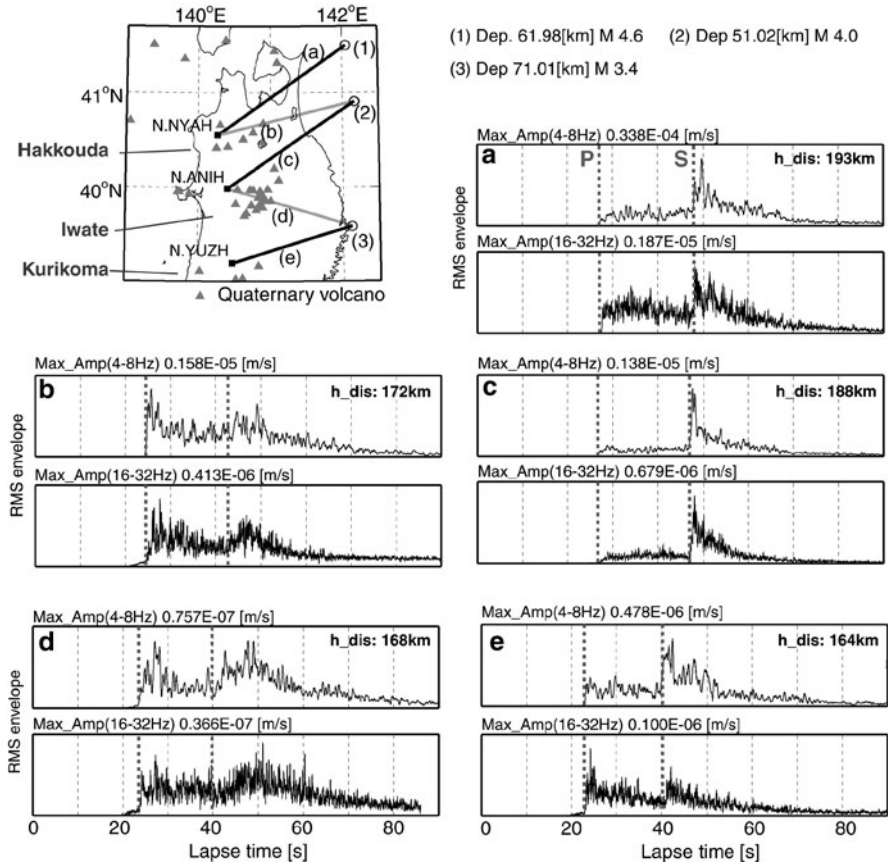 140°E 142°E
(1) Dep. 61.98[km] M 4.6 (2) Dep 51.02[km] M 4.0
(3) Dep 71.01[km] M 3.4
(a) (1)
41°N
(2)
N.NYAH
(b)
Hakkouda
(c)
N.ANIH
40°N
(d)
Iwate
(3)
N.YUZH
(e)
Kurikoma
139° Quaternary volcano
Max_Amp(4-8Hz) 0.338E-04 [m/s]
a P S h_dis: 193km
Max_Amp(16-32Hz) 0.187E-05 [m/s]
RMS envelope
Max_Amp(4-8Hz) 0.158E-05 [m/s]
b h_dis: 172km
Max_Amp(16-32Hz) 0.413E-06 [m/s]
RMS envelope
Max_Amp(4-8Hz) 0.138E-05 [m/s]
c h_dis: 188km
Max_Amp(16-32Hz) 0.679E-06 [m/s]
Max_Amp(4-8Hz) 0.757E-07 [m/s]
d h_dis: 168km
Max_Amp(16-32Hz) 0.366E-07 [m/s]
RMS envelope
0 20 40 60 80
Lapse time [s]
Max_Amp(4-8Hz) 0.478E-06 [m/s]
e h_dis: 164km
Max_Amp(16-32Hz) 0.100E-06 [m/s]
0 20 40 60 80
Lapse time [s]